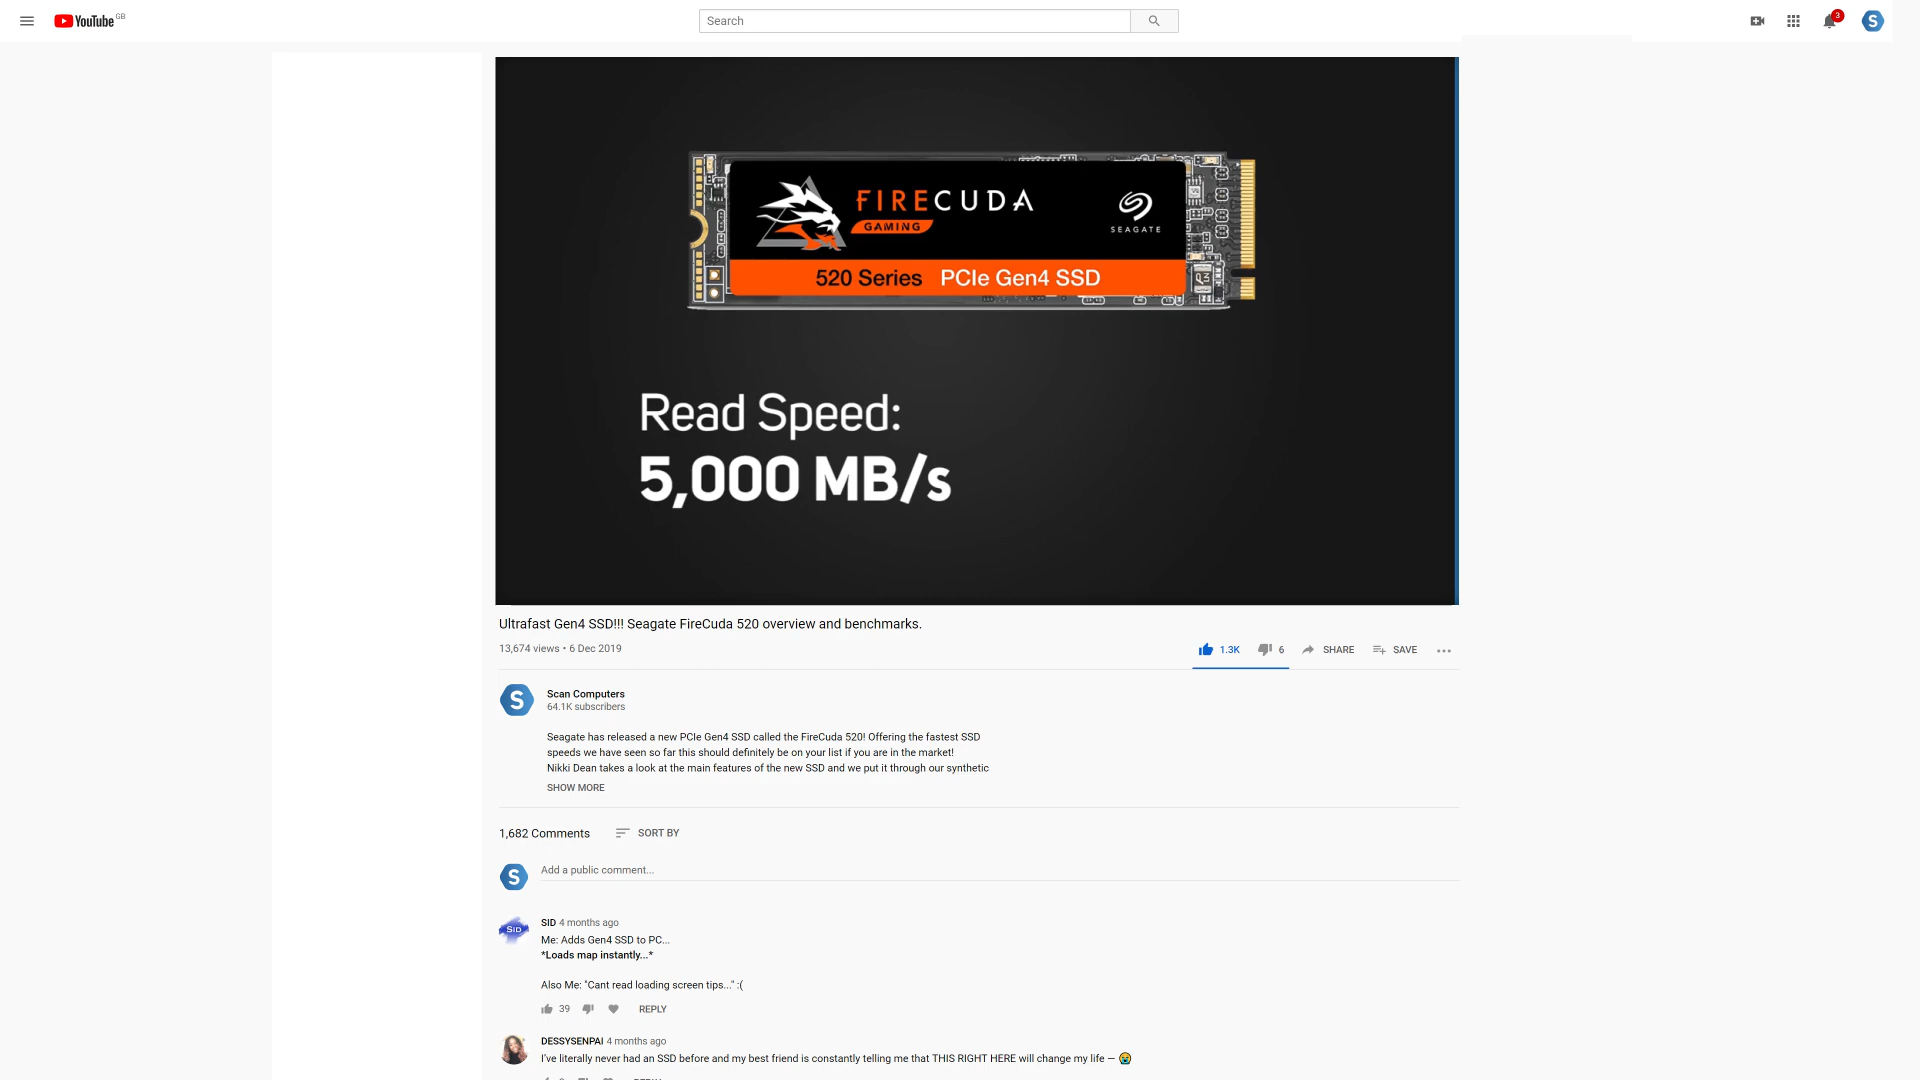 YouTube GB
Search
3
S
FIRECUDA
GAMING
SEAGATE
520 Series PCIe Gen4 SSD
Read Speed:
5,000 MB/s
Ultrafast Gen4 SSD!!! Seagate FireCuda 520 overview and benchmarks.
13,674 views • 6 Dec 2019
1.3K 6 SHARE SAVE
S
Scan Computers
64.1K subscribers
Seagate has released a new PCIe Gen4 SSD called the FireCuda 520! Offering the fastest SSD
speeds we have seen so far this should definitely be on your list if you are in the market!
Nikki Dean takes a look at the main features of the new SSD and we put it through our synthetic
SHOW MORE
1,682 Comments SORT BY
S
Add a public comment...
SID
SID 4 months ago
Me: Adds Gen4 SSD to PC...
*Loads map instantly...*
Also Me: "Cant read loading screen tips..." :(
39 REPLY
DESSYSENPAI 4 months ago
I've literally never had an SSD before and my best friend is constantly telling me that THIS RIGHT HERE will change my life — 😭